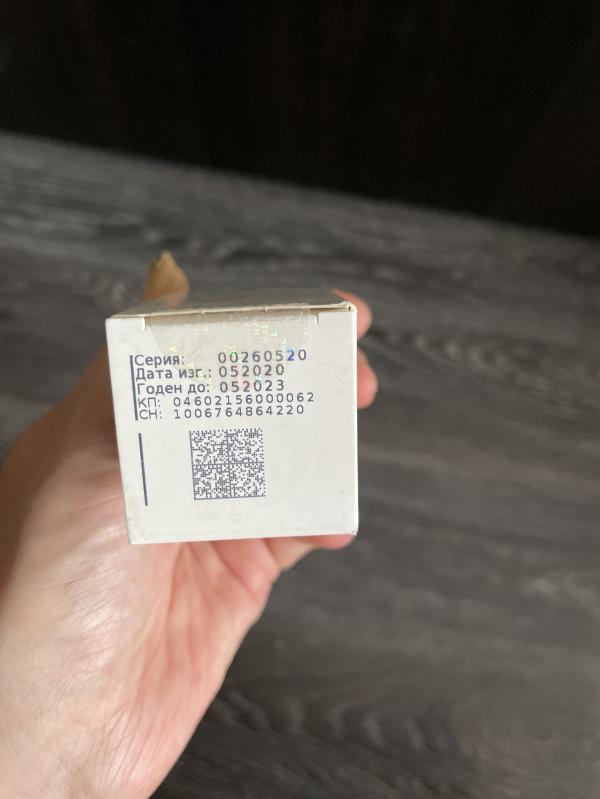 Серия: 00260520
Дата изг.: 052020
Годен до: 052023
КП: 04602156000062
СН: 1006764864220